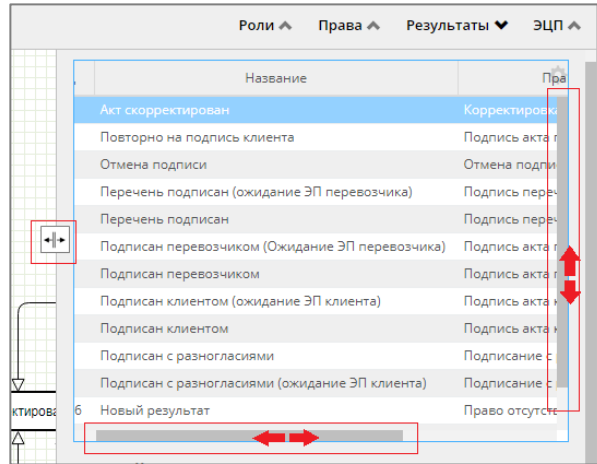 Роли Права Результаты ЭЦП
Название Пра
Акт скорректирован Корректировка
Повторно на подпись клиента Подпись акта п
Отмена подписи Отмена подпи
Перечень подписан (ожидание ЭП перевозчика) Подпись переч
Перечень подписан Подпись переч
Подписан перевозчиком (Ожидание ЭП перевозчика) Подпись акта п
Подписан перевозчиком Подпись акта п
Подписан клиентом (ожидание ЭП клиента) Подпись акта к
Подписан клиентом Подпись акта к
Подписан с разногласиями Подписание с
Подписан с разногласиями (ожидание ЭП клиента) Подписание с
ктирова 6 Новый результат Право отсутств